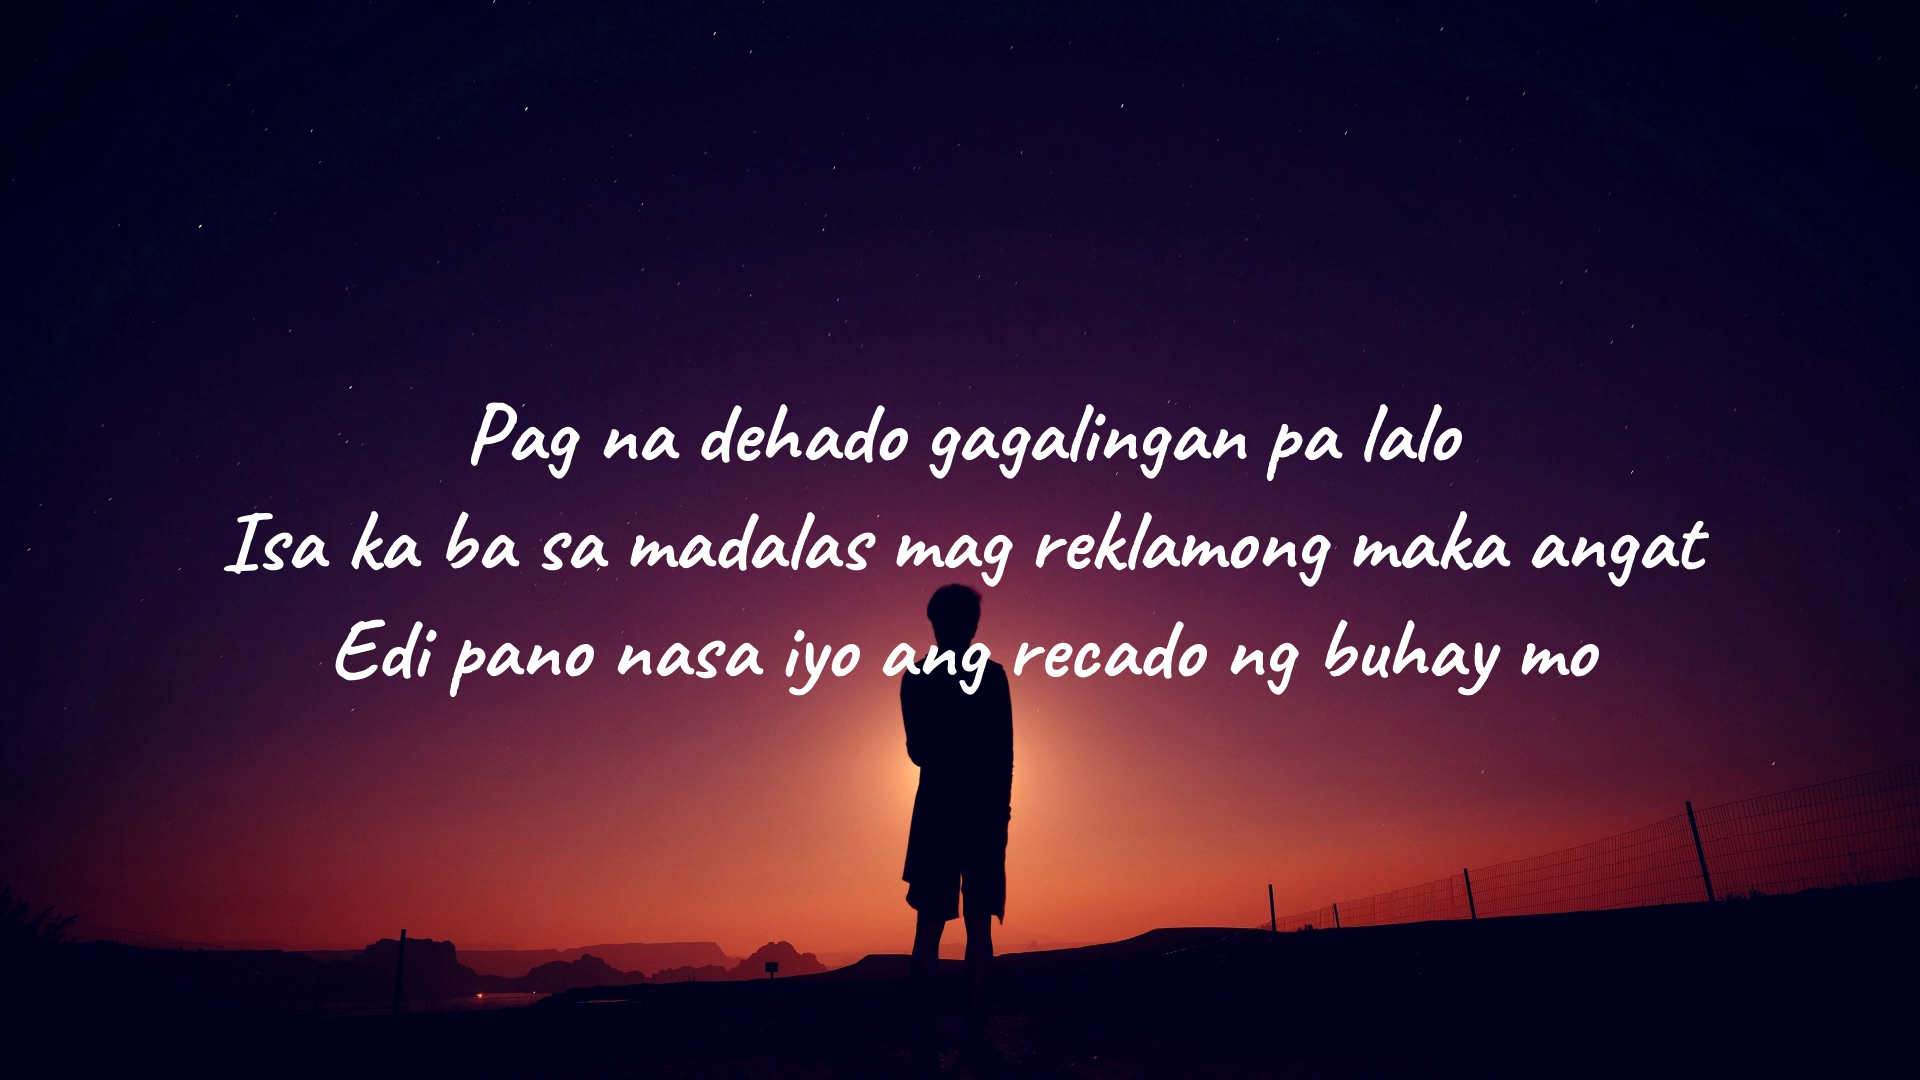 Pag na dehado gagalingan pa lalo
Isa ka ba sa madalas mag reklamong maka angat
Edi pano nasa iyo ang recado ng buhay mo